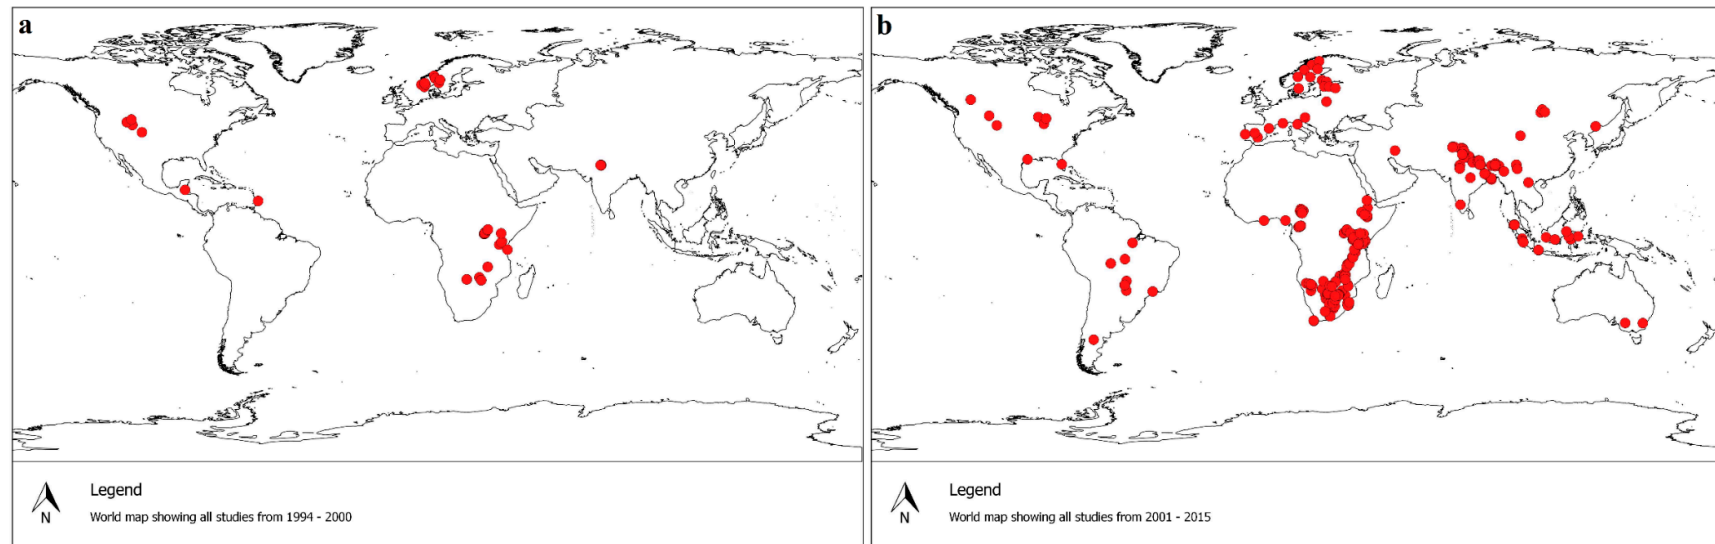 a
b
Legend
World map showing all studies from 1994 - 2000
N
Legend
World map showing all studies from 2001 - 2015
N